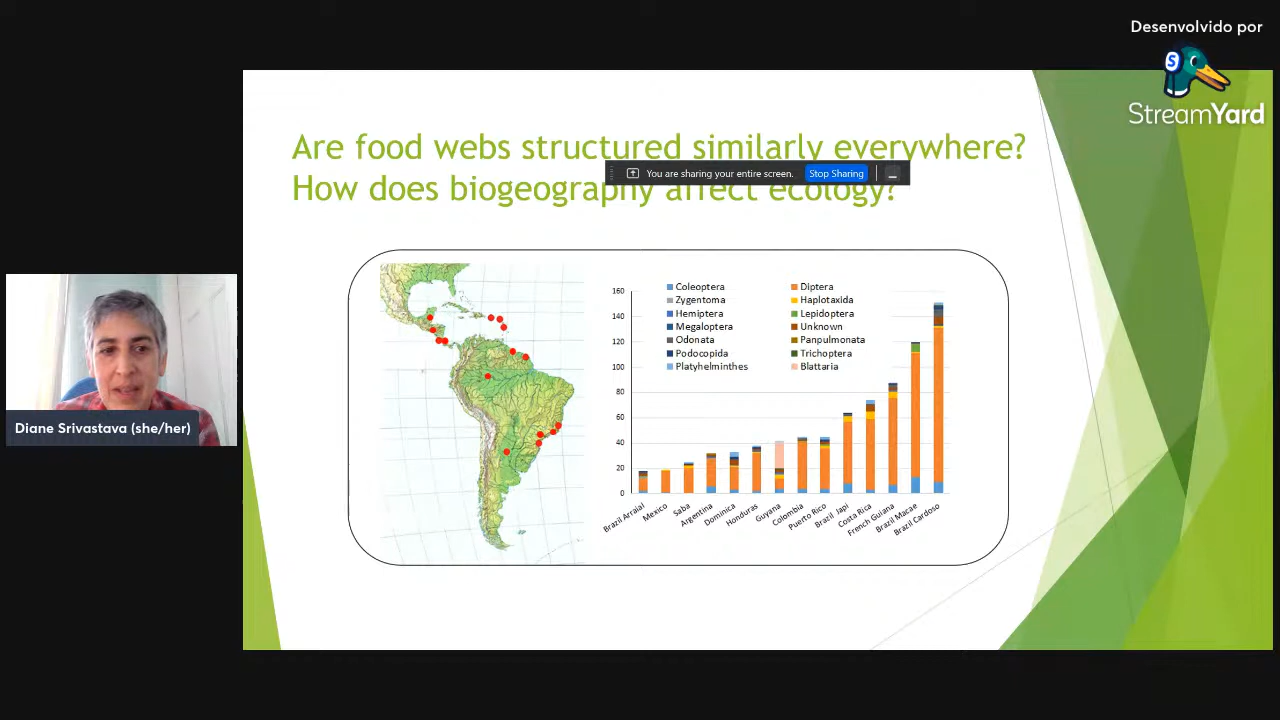 Desenvolvido por
StreamYard
Are food webs structured similarly everywhere?
You are sharing your entire screen. Stop Sharing
How does biogeography affect ecology?
Coleoptera Diptera
Zygentoma Haplotaxida
Hemiptera Lepidoptera
Megaloptera Unknown
Odonata Panpulmonata
Podocopida Trichoptera
Platyhelminthes Blattaria
160
140
120
100
80
60
40
20
0
Brazil Arraial
Mexico
Saba
Argentina
Dominica
Honduras
Guyana
Colombia
Puerto Rico
Brazil Japi
Costa Rica
French Guiana
Brazil Macae
Brazil Cardoso
Diane Srivastava (she/her)